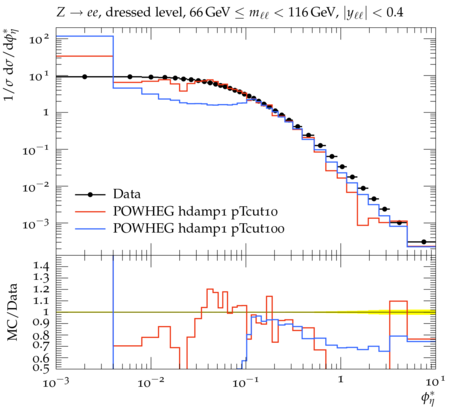 Z → ee, dressed level, 66 GeV ≤ mℓℓ < 116 GeV, |yℓℓ| < 0.4
1/σ dσ/dϕ*η
10²
10¹
1
10⁻¹
10⁻²
10⁻³
Data
POWHEG hdamp1 pTcut10
POWHEG hdamp1 pTcut100
MC/Data
1.4
1.3
1.2
1.1
1
0.9
0.8
0.7
0.6
0.5
10⁻³ 10⁻² 10⁻¹ 1 10¹
ϕ*η